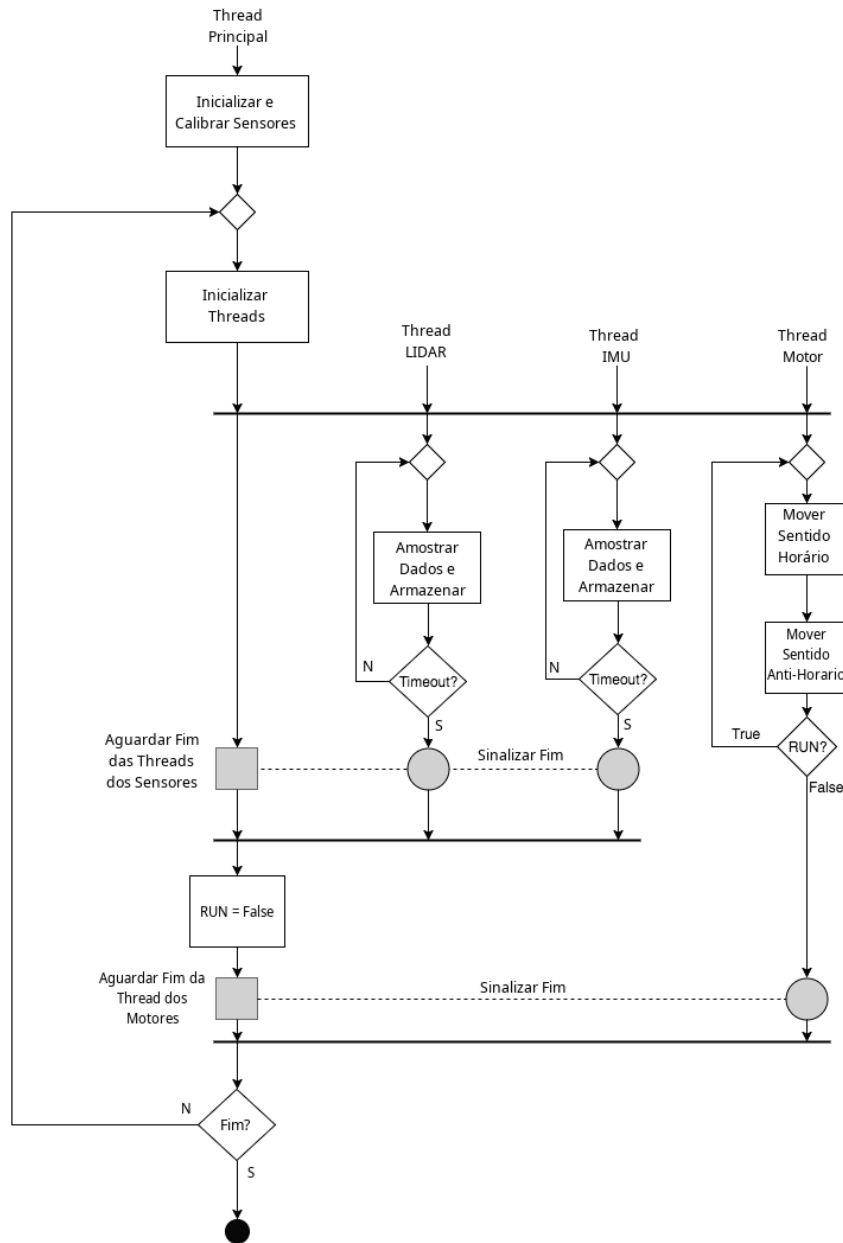 Thread
Principal
Inicializar e
Calibrar Sensores
Inicializar
Threads
Thread
LIDAR
Thread
IMU
Thread
Motor
Amostrar
Dados e
Armazenar
Amostrar
Dados e
Armazenar
Mover
Sentido
Horário
Mover
Sentido
Anti-Horario
N
Timeout?
S
N
Timeout?
S
True
RUN?
False
Aguardar Fim
das Threads
dos Sensores
Sinalizar Fim
RUN = False
Aguardar Fim da
Thread dos
Motores
Sinalizar Fim
N
Fim?
S